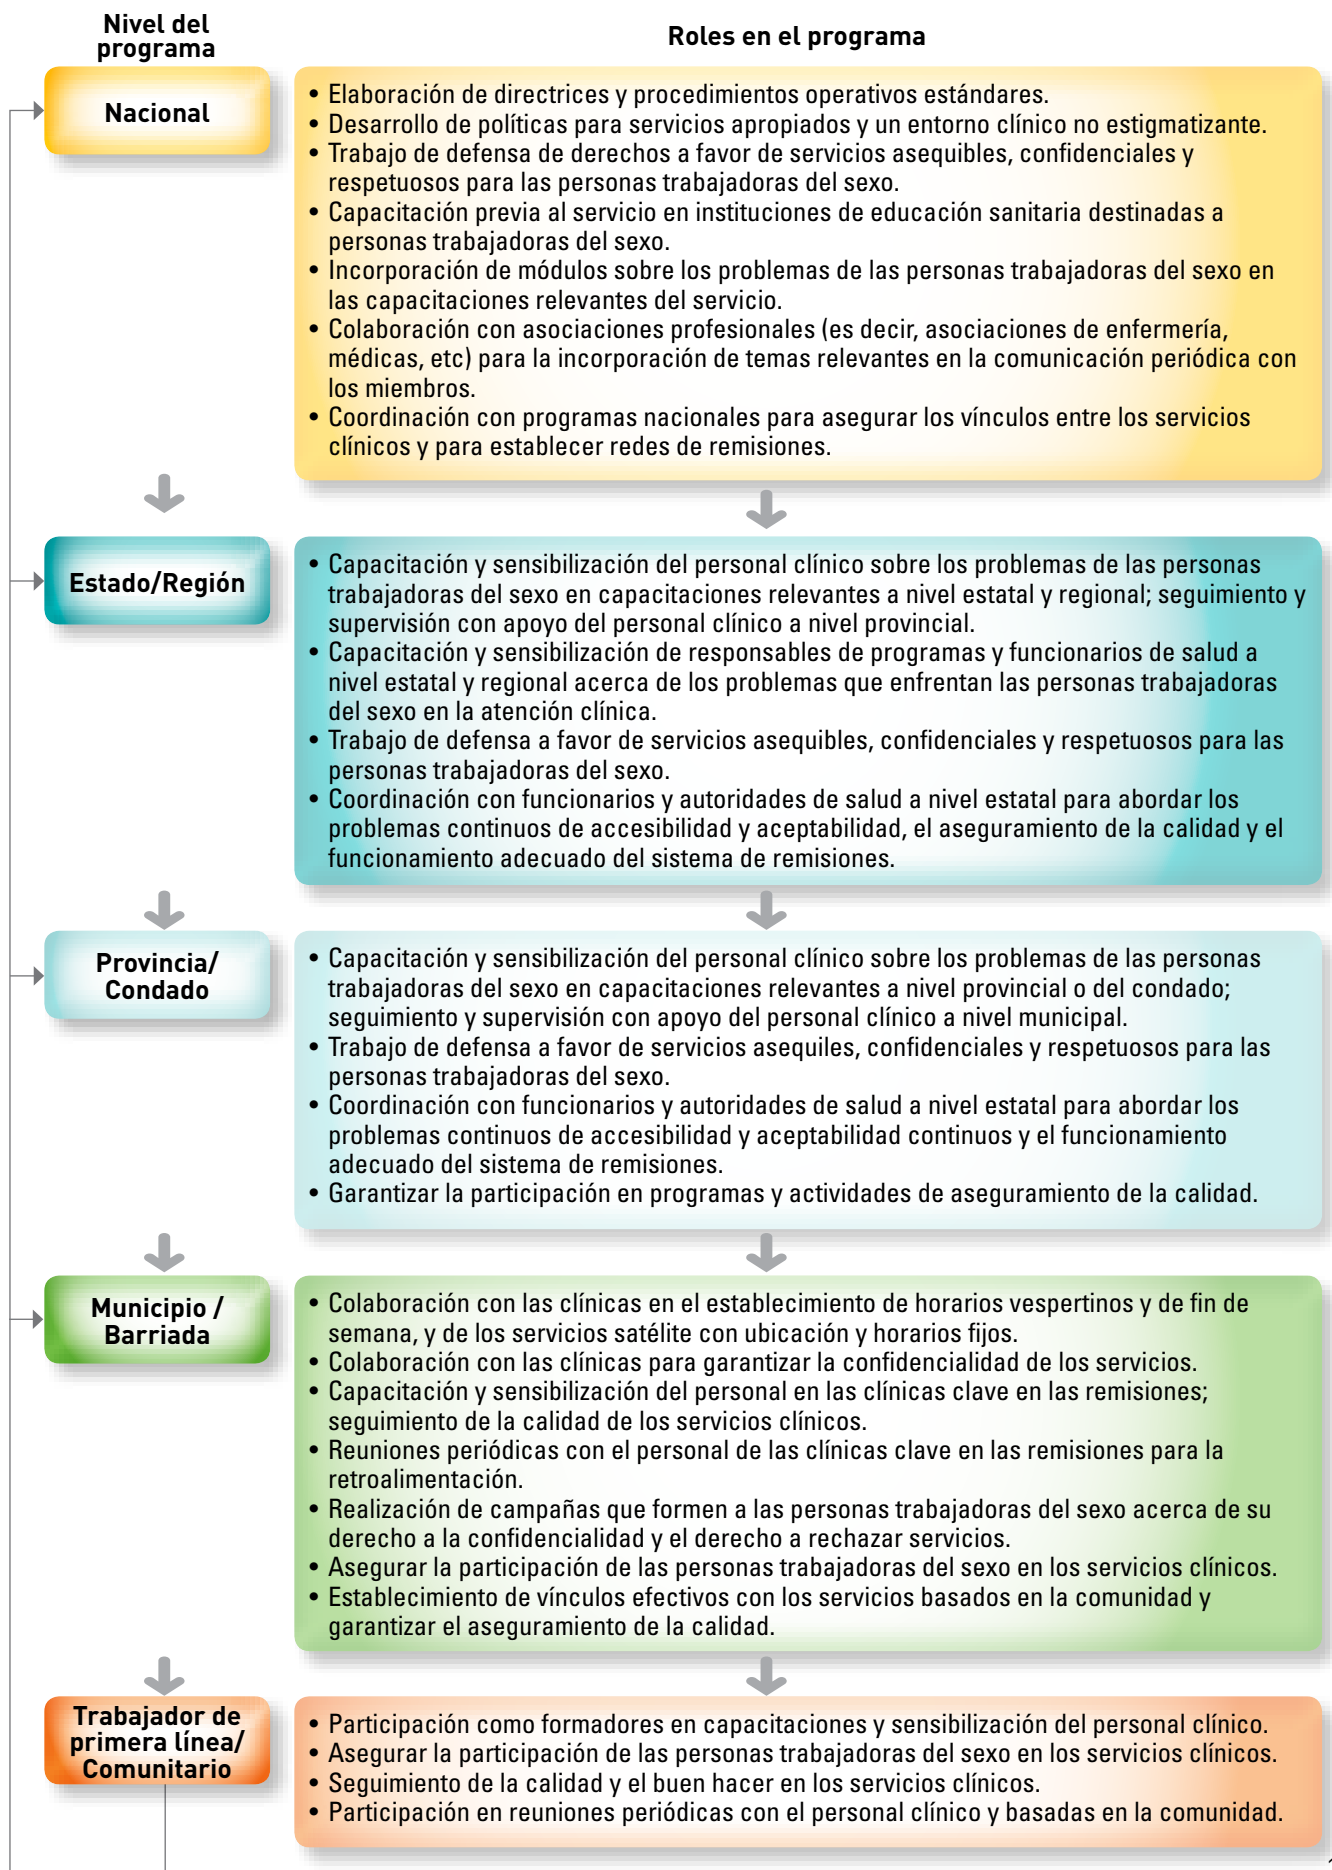 Nivel del
programa
Roles en el programa
Nacional
• Elaboración de directrices y procedimientos operativos estándares.
• Desarrollo de políticas para servicios apropiados y un entorno clínico no estigmatizante.
• Trabajo de defensa de derechos a favor de servicios asequibles, confidenciales y
respetuosos para las personas trabajadoras del sexo.
• Capacitación previa al servicio en instituciones de educación sanitaria destinadas a
personas trabajadoras del sexo.
• Incorporación de módulos sobre los problemas de las personas trabajadoras del sexo en
las capacitaciones relevantes del servicio.
• Colaboración con asociaciones profesionales (es decir, asociaciones de enfermería,
médicas, etc) para la incorporación de temas relevantes en la comunicación periódica con
los miembros.
• Coordinación con programas nacionales para asegurar los vínculos entre los servicios
clínicos y para establecer redes de remisiones.
Estado/Región
• Capacitación y sensibilización del personal clínico sobre los problemas de las personas
trabajadoras del sexo en capacitaciones relevantes a nivel estatal y regional; seguimiento y
supervisión con apoyo del personal clínico a nivel provincial.
• Capacitación y sensibilización de responsables de programas y funcionarios de salud a
nivel estatal y regional acerca de los problemas que enfrentan las personas trabajadoras
del sexo en la atención clínica.
• Trabajo de defensa a favor de servicios asequibles, confidenciales y respetuosos para las
personas trabajadoras del sexo.
• Coordinación con funcionarios y autoridades de salud a nivel estatal para abordar los
problemas continuos de accesibilidad y aceptabilidad, el aseguramiento de la calidad y el
funcionamiento adecuado del sistema de remisiones.
Provincia/
Condado
• Capacitación y sensibilización del personal clínico sobre los problemas de las personas
trabajadoras del sexo en capacitaciones relevantes a nivel provincial o del condado;
seguimiento y supervisión con apoyo del personal clínico a nivel municipal.
• Trabajo de defensa a favor de servicios asequiles, confidenciales y respetuosos para las
personas trabajadoras del sexo.
• Coordinación con funcionarios y autoridades de salud a nivel estatal para abordar los
problemas continuos de accesibilidad y aceptabilidad continuos y el funcionamiento
adecuado del sistema de remisiones.
• Garantizar la participación en programas y actividades de aseguramiento de la calidad.
Municipio /
Barriada
• Colaboración con las clínicas en el establecimiento de horarios vespertinos y de fin de
semana, y de los servicios satélite con ubicación y horarios fijos.
• Colaboración con las clínicas para garantizar la confidencialidad de los servicios.
• Capacitación y sensibilización del personal en las clínicas clave en las remisiones;
seguimiento de la calidad de los servicios clínicos.
• Reuniones periódicas con el personal de las clínicas clave en las remisiones para la
retroalimentación.
• Realización de campañas que formen a las personas trabajadoras del sexo acerca de su
derecho a la confidencialidad y el derecho a rechazar servicios.
• Asegurar la participación de las personas trabajadoras del sexo en los servicios clínicos.
• Establecimiento de vínculos efectivos con los servicios basados en la comunidad y
garantizar el aseguramiento de la calidad.
Trabajador de
primera línea/
Comunitario
• Participación como formadores en capacitaciones y sensibilización del personal clínico.
• Asegurar la participación de las personas trabajadoras del sexo en los servicios clínicos.
• Seguimiento de la calidad y el buen hacer en los servicios clínicos.
• Participación en reuniones periódicas con el personal clínico y basadas en la comunidad.